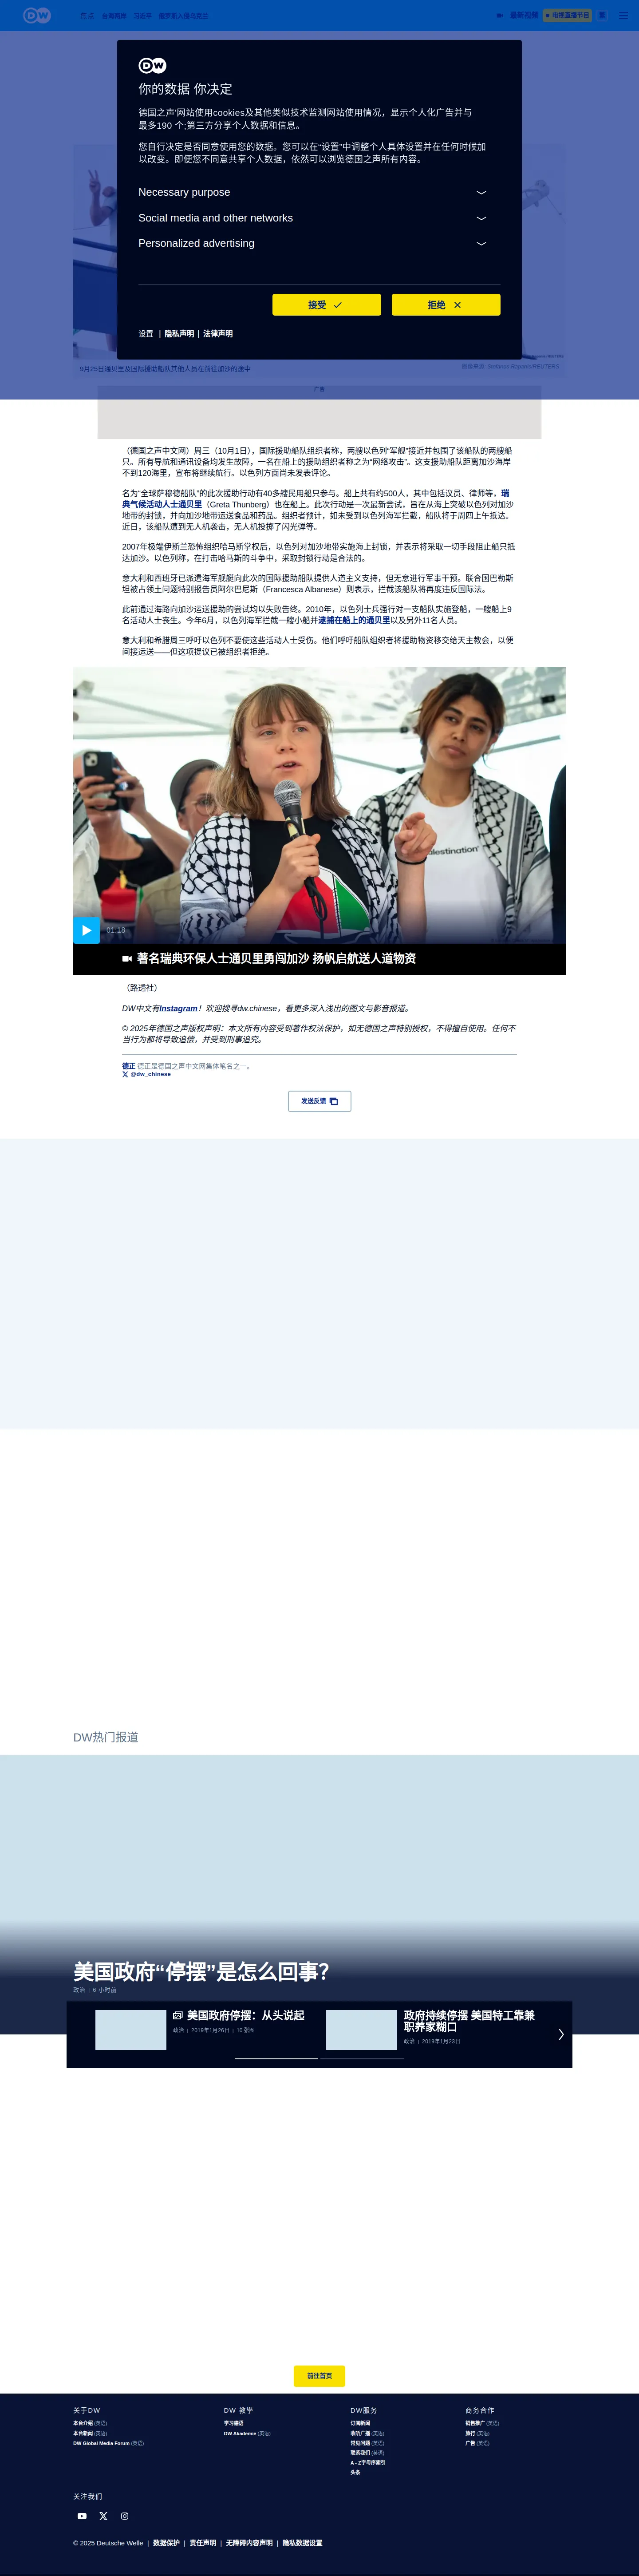 DW
焦点
台海两岸
习近平
俄罗斯入侵乌克兰
最新视频
电视直播节目
你的数据 你决定
德国之声'网站使用cookies及其他类似技术监测网站使用情况，显示个人化广告并与
最多190 个;第三方分享个人数据和信息。
您自行决定是否同意使用您的数据。您可以在"设置"中调整个人具体设置并在任何时候加
以改变。即便您不同意共享个人数据，依然可以浏览德国之声所有内容。
Necessary purpose
Social media and other networks
Personalized advertising
接受
拒绝
设置 | 隐私声明 | 法律声明
9月25日通贝里及国际援助船队其他人员在前往加沙的途中
图像来源: Stefanos Rapanis/REUTERS
广告
（德国之声中文网）周三（10月1日），国际援助船队组织者称，两艘以色列“军舰”接近并包围了该船队的两艘船
只。所有导航和通讯设备均发生故障，一名在船上的援助组织者称之为“网络攻击”。这支援助船队距离加沙海岸
不到120海里，宣布将继续航行。以色列方面尚未发表评论。
名为“全球萨穆德船队”的此次援助行动有40多艘民用船只参与。船上共有约500人，其中包括议员、律师等，瑞
典气候活动人士通贝里（Greta Thunberg）也在船上。此次行动是一次最新尝试，旨在从海上突破以色列对加沙
地带的封锁，并向加沙地带运送食品和药品。组织者预计，如未受到以色列海军拦截，船队将于周四上午抵达。
近日，该船队遭到无人机袭击，无人机投掷了闪光弹等。
2007年极端伊斯兰恐怖组织哈马斯掌权后，以色列对加沙地带实施海上封锁，并表示将采取一切手段阻止船只抵
达加沙。以色列称，在打击哈马斯的斗争中，采取封锁行动是合法的。
意大利和西班牙已派遣海军舰艇向此次的国际援助船队提供人道主义支持，但无意进行军事干预。联合国巴勒斯
坦被占领土问题特别报告员阿尔巴尼斯（Francesca Albanese）则表示，拦截该船队将再度违反国际法。
此前通过海路向加沙运送援助的尝试均以失败告终。2010年，以色列士兵强行对一支船队实施登船，一艘船上9
名活动人士丧生。今年6月，以色列海军拦截一艘小船并逮捕在船上的通贝里以及另外11名人员。
意大利和希腊周三呼吁以色列不要使这些活动人士受伤。他们呼吁船队组织者将援助物资移交给天主教会，以便
间接运送——但这项提议已被组织者拒绝。
01:18
著名瑞典环保人士通贝里勇闯加沙 扬帆启航送人道物资
（路透社）
DW中文有Instagram！欢迎搜寻dw.chinese，看更多深入浅出的图文与影音报道。
© 2025年德国之声版权声明：本文所有内容受到著作权法保护，如无德国之声特别授权，不得擅自使用。任何不
当行为都将导致追偿，并受到刑事追究。
德正 德正是德国之声中文网集体笔名之一。
@dw_chinese
发送反馈
DW热门报道
美国政府“停摆”是怎么回事？
政治 | 6 小时前
美国政府停摆：从头说起
政治 | 2019年1月26日 | 10 张图
政府持续停摆 美国特工靠兼
职养家糊口
政治 | 2019年1月23日
前往首页
关于DW
本台介绍 (英语)
本台新闻 (英语)
DW Global Media Forum (英语)
DW 教學
学习德语
DW Akademie (英语)
DW服务
订阅新闻
收听广播 (英语)
常见问题 (英语)
联系我们 (英语)
A - Z字母序索引
头条
商务合作
销售推广 (英语)
旅行 (英语)
广告 (英语)
关注我们
© 2025 Deutsche Welle | 数据保护 | 责任声明 | 无障碍内容声明 | 隐私数据设置